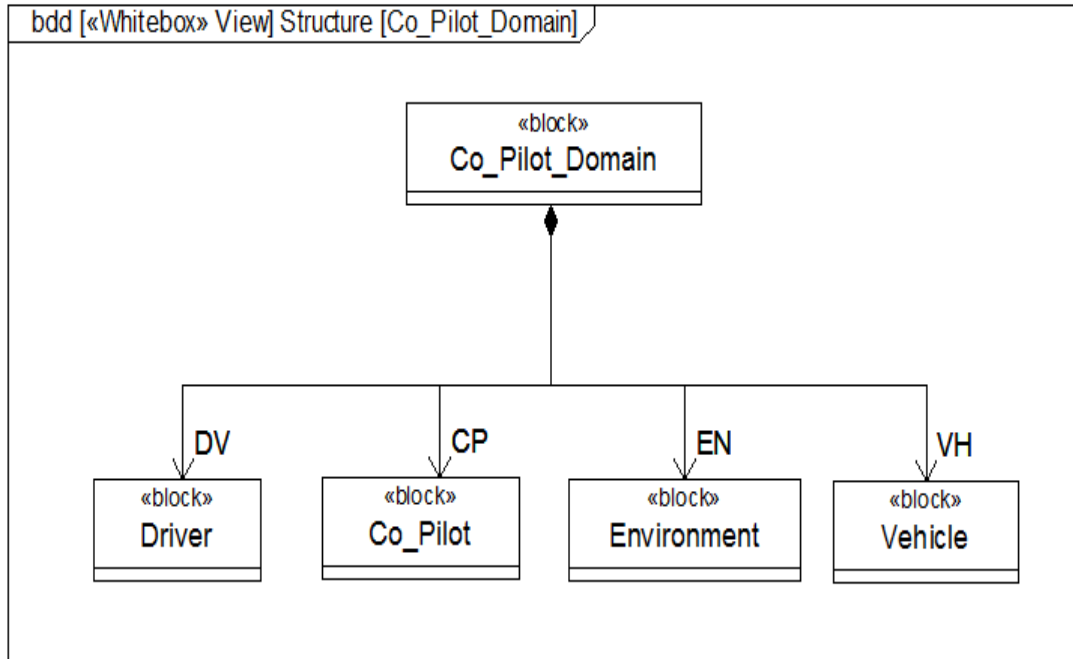 bdd [«Whitebox» View] Structure [Co_Pilot_Domain]
«block»
Co_Pilot_Domain
DV
CP
EN
VH
«block»
Driver
«block»
Co_Pilot
«block»
Environment
«block»
Vehicle